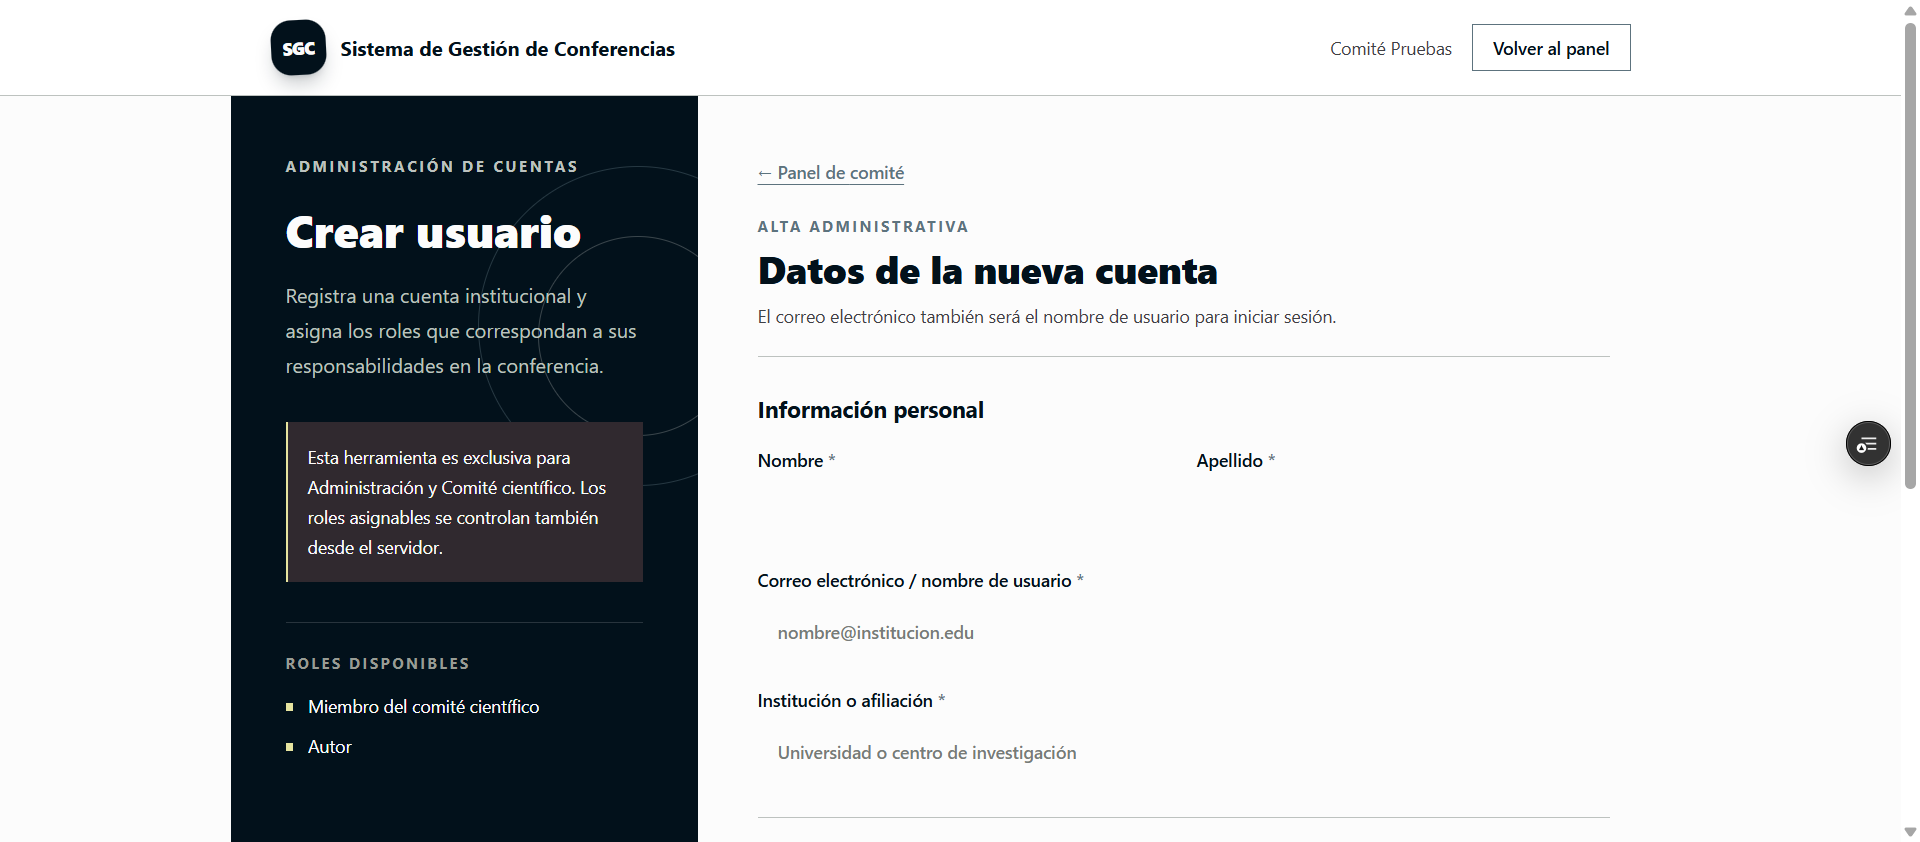 SGC
Sistema de Gestión de Conferencias
Comité Pruebas
Volver al panel
ADMINISTRACIÓN DE CUENTAS
Crear usuario
Registra una cuenta institucional y
asigna los roles que correspondan a sus
responsabilidades en la conferencia.
Esta herramienta es exclusiva para
Administración y Comité científico. Los
roles asignables se controlan también
desde el servidor.
ROLES DISPONIBLES
Miembro del comité científico
Autor
← Panel de comité
ALTA ADMINISTRATIVA
Datos de la nueva cuenta
El correo electrónico también será el nombre de usuario para iniciar sesión.
Información personal
Nombre *
Apellido *
Correo electrónico / nombre de usuario *
nombre@institucion.edu
Institución o afiliación *
Universidad o centro de investigación